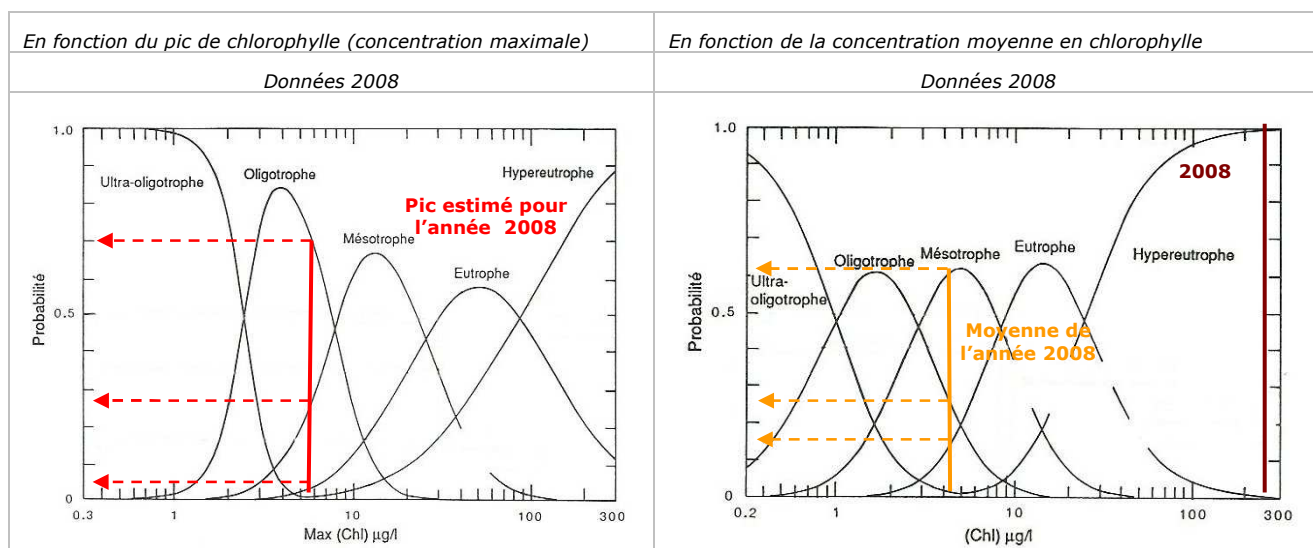 En fonction du pic de chlorophylle (concentration maximale)
Données 2008
1.0
Ultra-oligotrophe
Oligotrophe
Hypereutrophe
Pic estimé pour
l'année 2008
Mésotrophe
Eutrophe
0.5
Probabilité
0
0.3
1
10
100
300
Max (Chl) µg/l
En fonction de la concentration moyenne en chlorophylle
Données 2008
1.0
2008
Oligotrophe
Mésotrophe
Eutrophe
Hypereutrophe
Ultra-
oligotrophe
0.5
Probabilité
Moyenne de
l'année 2008
0
0.2
1
10
100
300
(Chl) µg/l